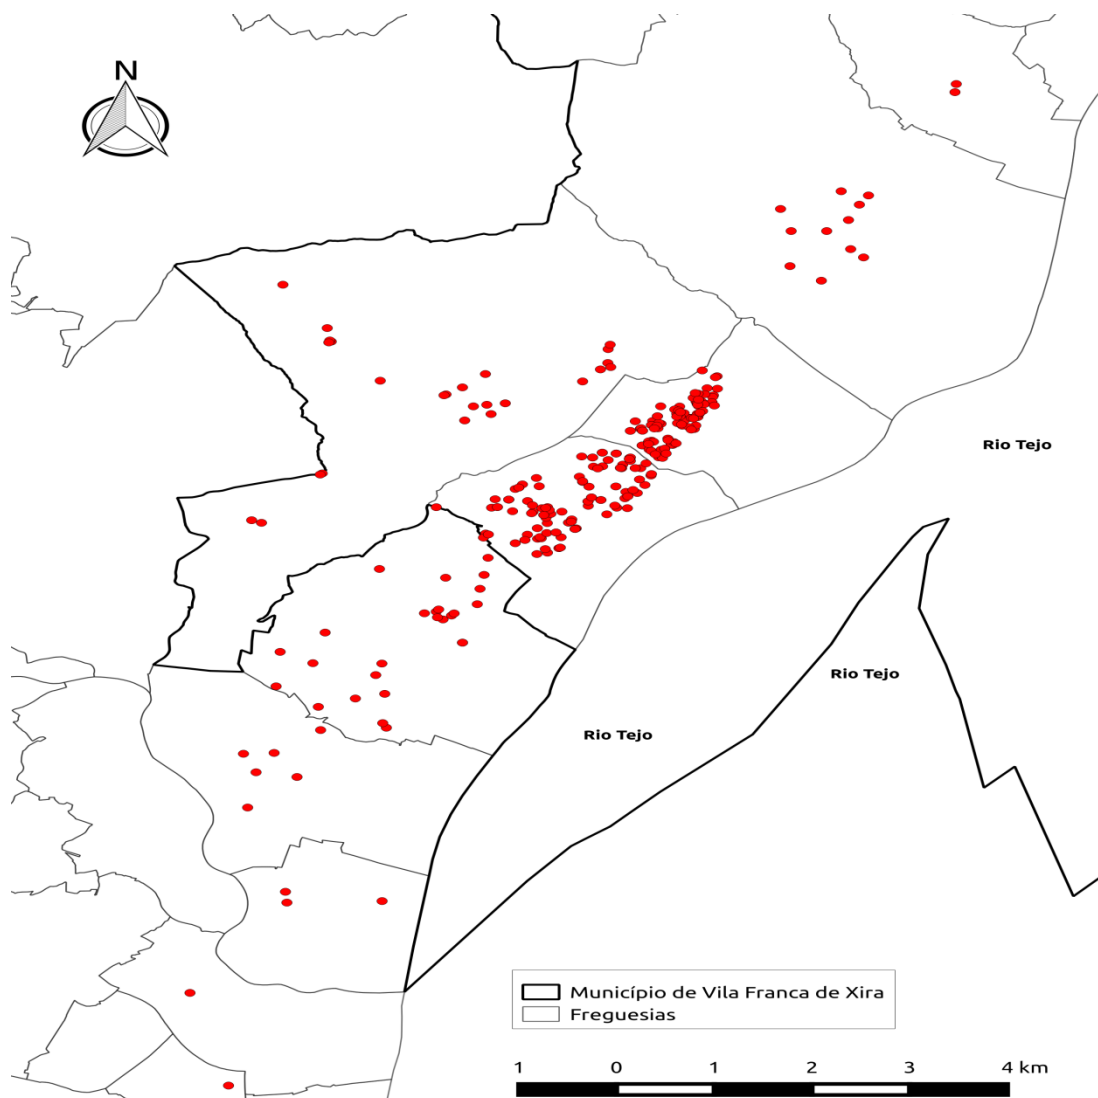 N
Rio Tejo
Rio Tejo
Rio Tejo
Município de Vila Franca de Xira
Freguesias
1 0 1 2 3 4 km